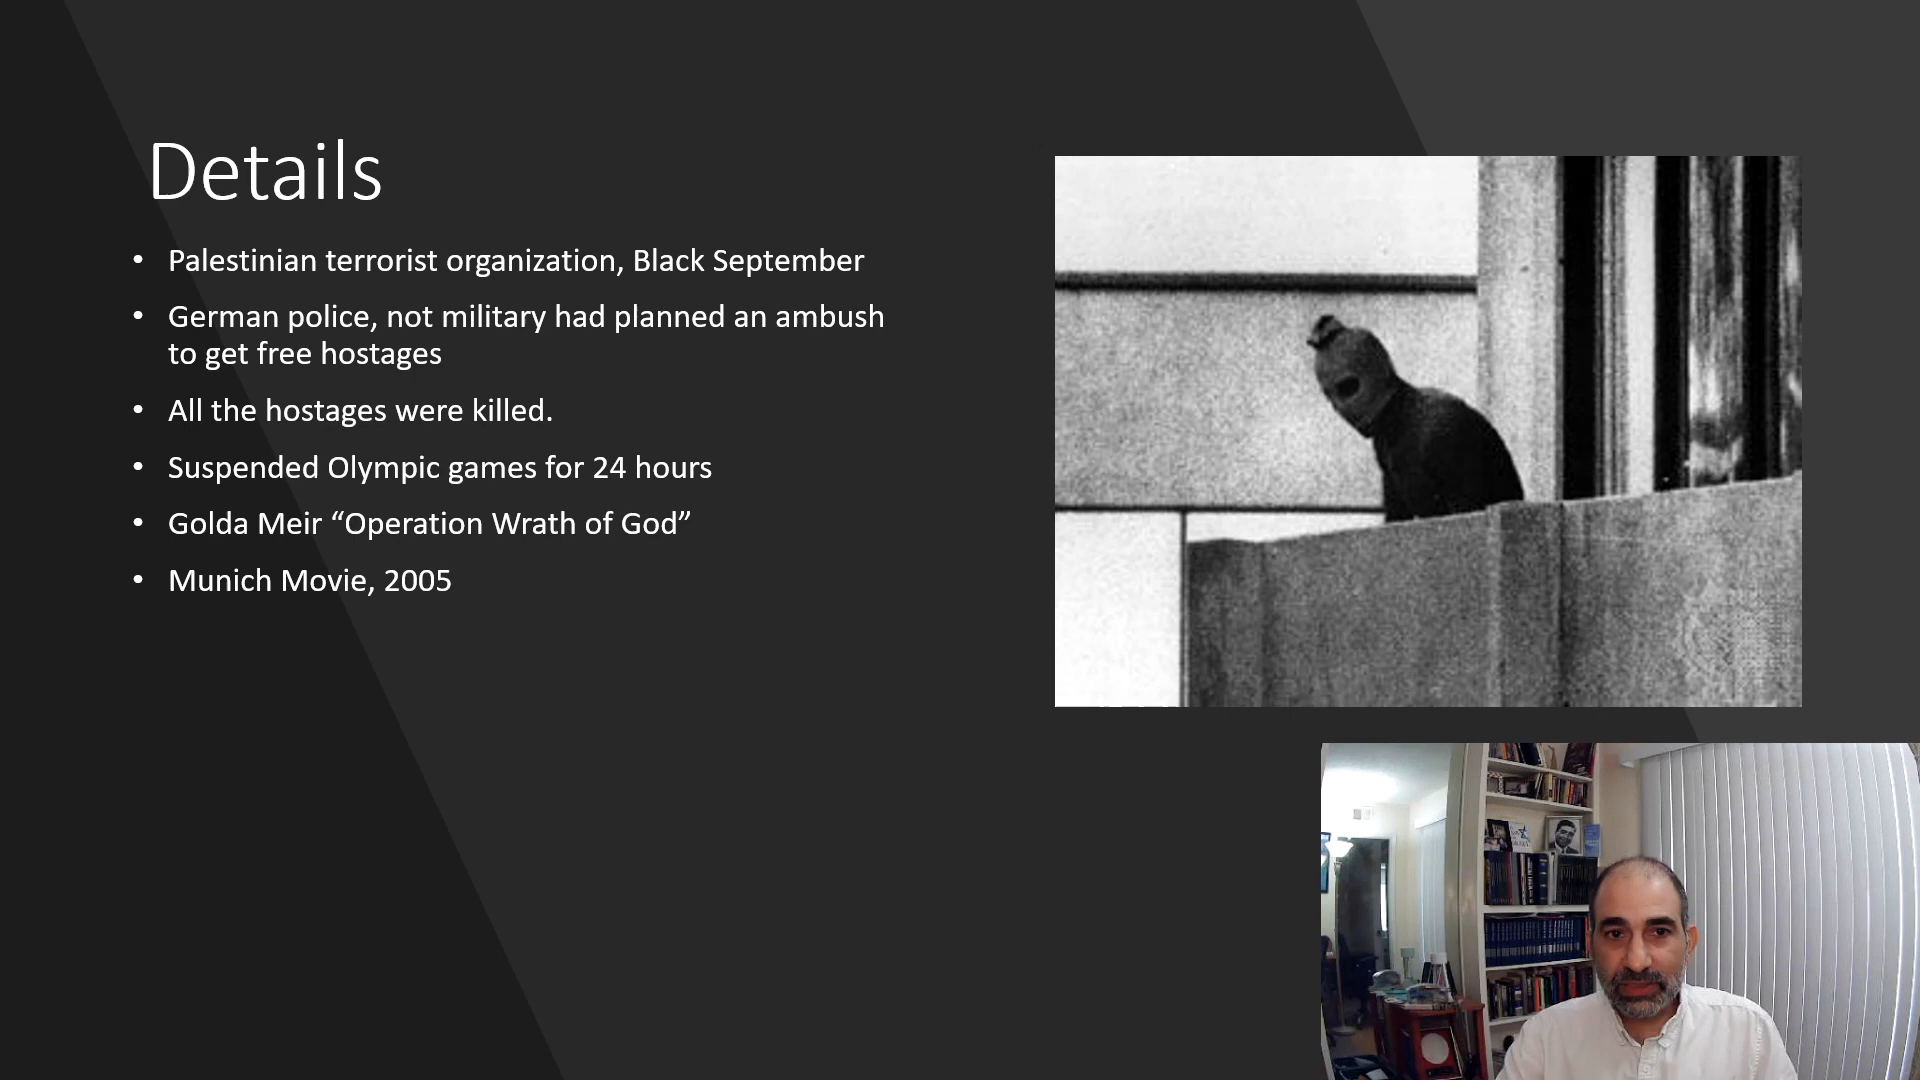 Details
• Palestinian terrorist organization, Black September
• German police, not military had planned an ambush
to get free hostages
• All the hostages were killed.
• Suspended Olympic games for 24 hours
• Golda Meir “Operation Wrath of God”
• Munich Movie, 2005